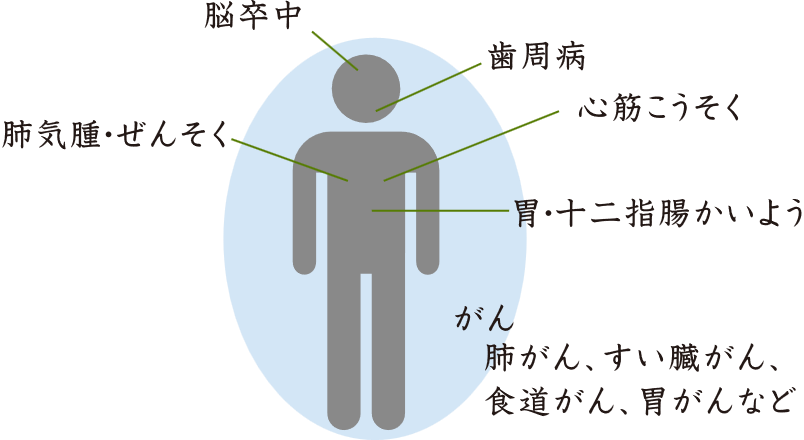 脳卒中
歯周病
心筋こうそく
肺気腫・ぜんそく
胃・十二指腸かいよう
がん
肺がん、すい臓がん、
食道がん、胃がんなど